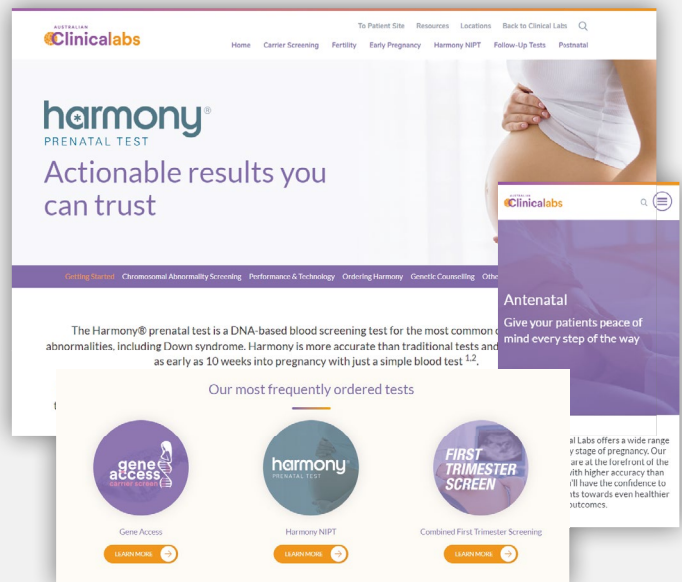 AUSTRALIAN
Clinicalabs
To Patient Site Resources Locations Back to Clinical Labs
Home Carrier Screening Fertility Early Pregnancy Harmony NIPT Follow-Up Tests Postnatal
harmony®
PRENATAL TEST
Actionable results you
can trust
Getting Started Chromosomal Abnormality Screening Performance & Technology Ordering Harmony Genetic Counselling
The Harmony® prenatal test is a DNA-based blood screening test for the most common
abnormalities, including Down syndrome. Harmony is more accurate than traditional tests and
as early as 10 weeks into pregnancy with just a simple blood test 1,2.
AUSTRALIAN
Clinicalabs
Antenatal
Give your patients peace of
mind every step of the way
al Labs offers a wide range
y stage of pregnancy. Our
are at the forefront of the
with higher accuracy than
'll have the confidence to
nts towards even healthier
outcomes.
Our most frequently ordered tests
gene
access
carrier screen
harmony
PRENATAL TEST
FIRST
TRIMESTER
SCREEN
Gene Access
Harmony NIPT
Combined First Trimester Screening
LEARN MORE
LEARN MORE
LEARN MORE